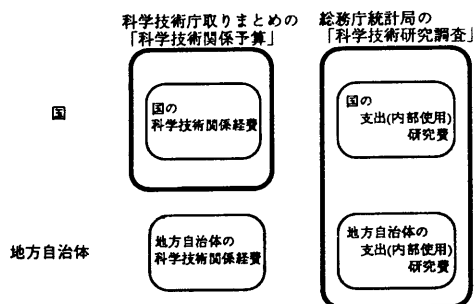 科学技術庁取りまとめの
「科学技術関係予算」
総務庁統計局の
「科学技術研究調査」
国
国の
科学技術関係経費
国の
支出(内部使用)
研究費
地方自治体
地方自治体の
科学技術関係経費
地方自治体の
支出(内部使用)
研究費